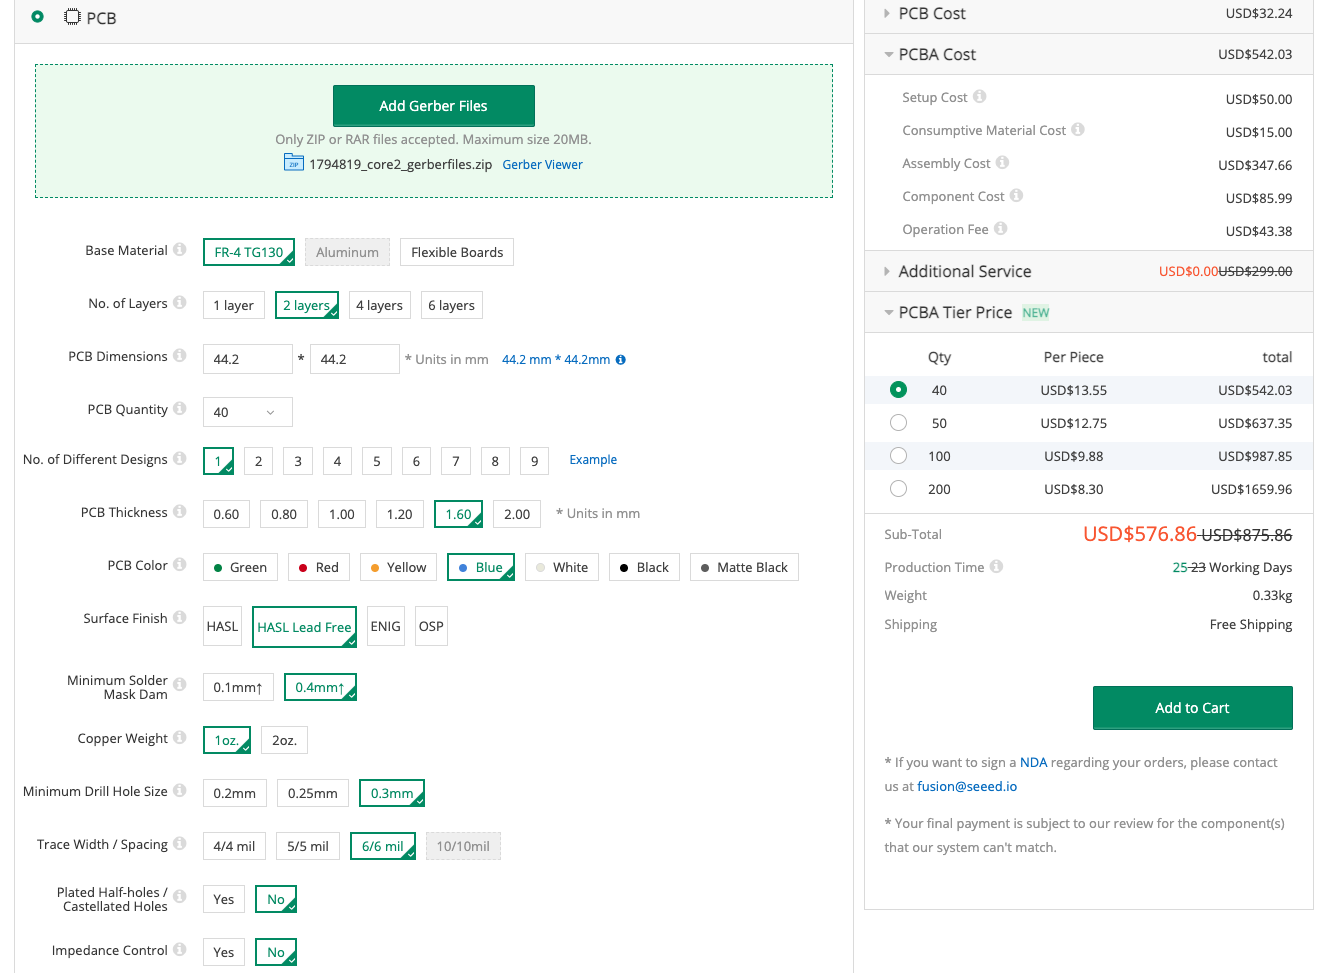 PCB
Add Gerber Files
Only ZIP or RAR files accepted. Maximum size 20MB.
ZIP 1794819_core2_gerberfiles.zip Gerber Viewer
Base Material FR-4 TG130 Aluminum Flexible Boards
No. of Layers 1 layer 2 layers 4 layers 6 layers
PCB Dimensions 44.2 * 44.2 * Units in mm 44.2 mm * 44.2mm
PCB Quantity 40
No. of Different Designs 1 2 3 4 5 6 7 8 9 Example
PCB Thickness 0.60 0.80 1.00 1.20 1.60 2.00 * Units in mm
PCB Color Green Red Yellow Blue White Black Matte Black
Surface Finish HASL HASL Lead Free ENIG OSP
Minimum Solder
Mask Dam 0.1mm↑ 0.4mm↑
Copper Weight 1oz. 2oz.
Minimum Drill Hole Size 0.2mm 0.25mm 0.3mm
Trace Width / Spacing 4/4 mil 5/5 mil 6/6 mil 10/10mil
Plated Half-holes /
Castellated Holes Yes No
Impedance Control Yes No
PCB Cost USD$32.24
PCBA Cost USD$542.03
Setup Cost USD$50.00
Consumptive Material Cost USD$15.00
Assembly Cost USD$347.66
Component Cost USD$85.99
Operation Fee USD$43.38
Additional Service USD$0.00 USD$299.00
PCBA Tier Price NEW
Qty Per Piece total
40 USD$13.55 USD$542.03
50 USD$12.75 USD$637.35
100 USD$9.88 USD$987.85
200 USD$8.30 USD$1659.96
Sub-Total USD$576.86 USD$875.86
Production Time 25 23 Working Days
Weight 0.33kg
Shipping Free Shipping
Add to Cart
* If you want to sign a NDA regarding your orders, please contact
us at fusion@seeed.io
* Your final payment is subject to our review for the component(s)
that our system can't match.